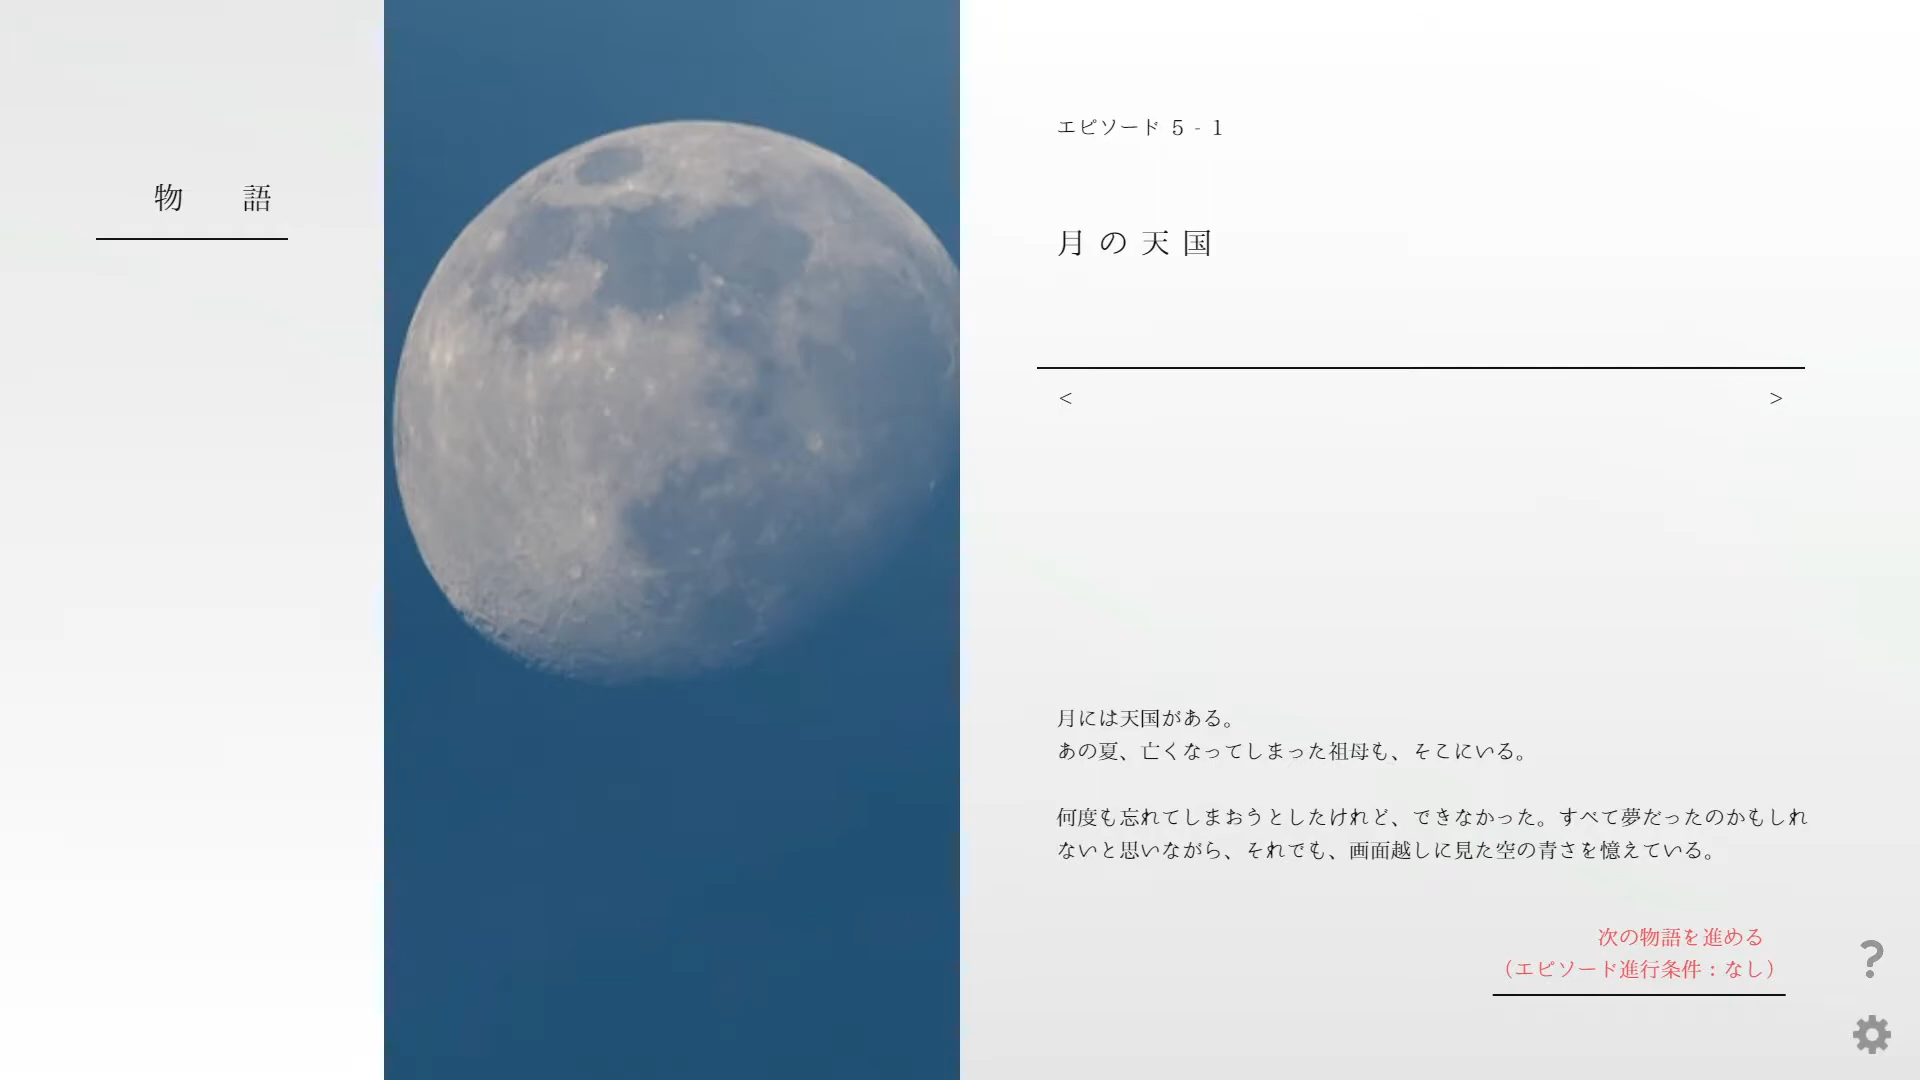 物語
エピソード 5 - 1
月の天国
< >
月には天国がある。
あの夏、亡くなってしまった祖母も、そこにいる。
何度も忘れてしまおうとしたけれど、できなかった。すべて夢だったのかもしれ
ないと思いながら、それでも、画面越しに見た空の青さを憶えている。
次の物語を進める
（エピソード進行条件：なし）
?